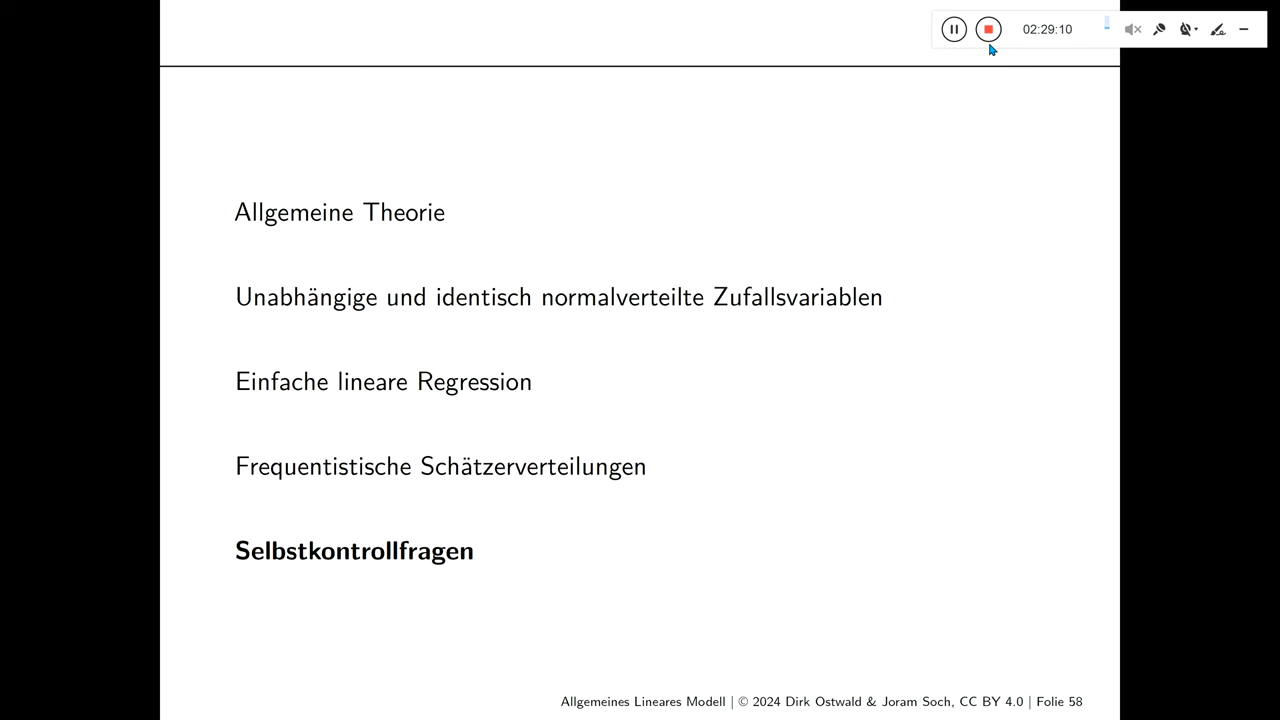 02:29:10
Allgemeine Theorie
Unabhängige und identisch normalverteilte Zufallsvariablen
Einfache lineare Regression
Frequentistische Schätzerverteilungen
Selbstkontrollfragen
Allgemeines Lineares Modell | © 2024 Dirk Ostwald & Joram Soch, CC BY 4.0 | Folie 58